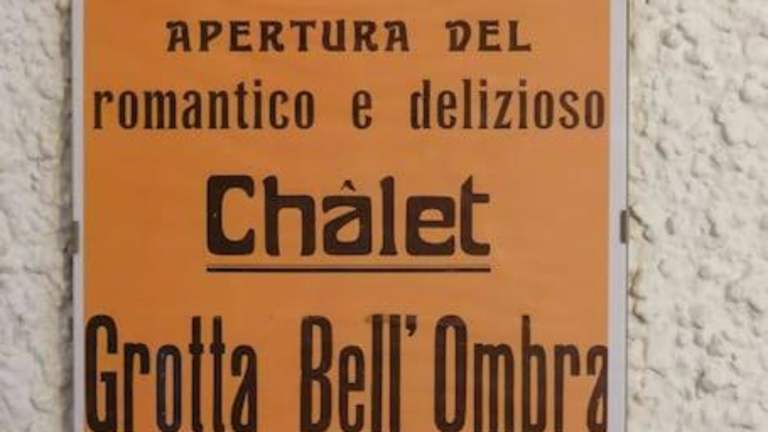 APERTURA DEL
romantico e delizioso
Châlet
Grotta Bell'Ombra